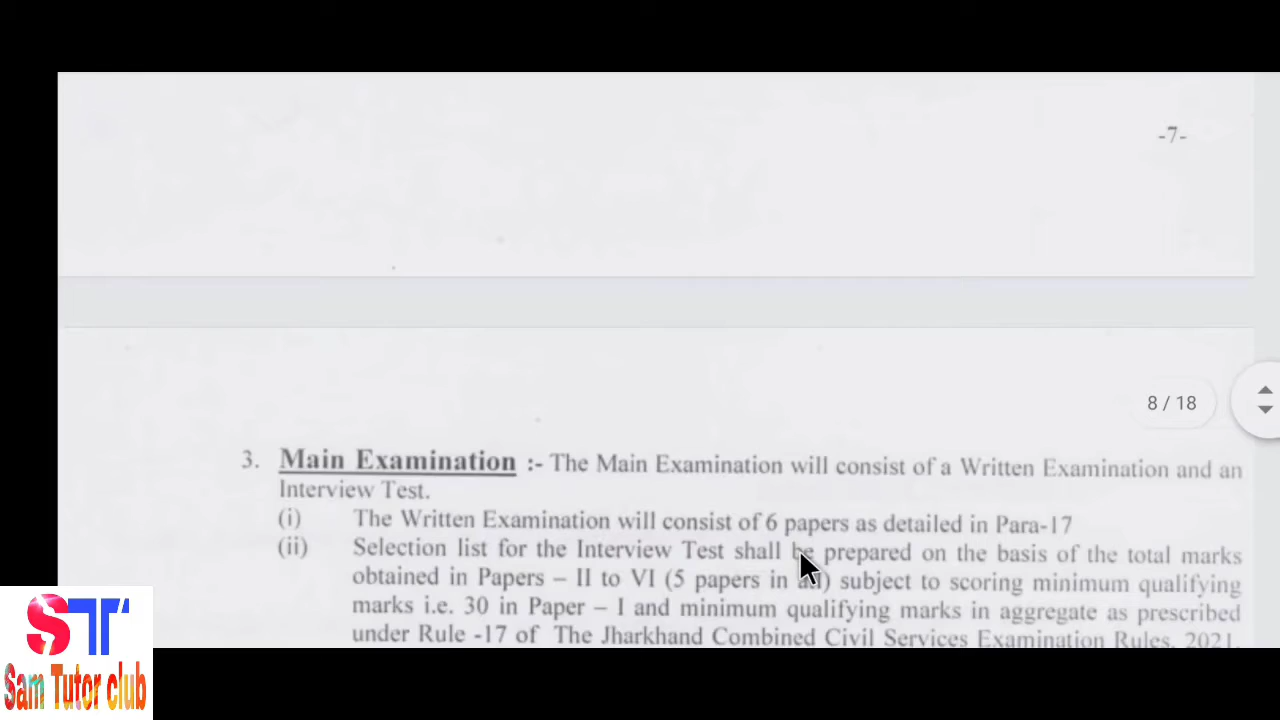 -7-
8 / 18
3. Main Examination :- The Main Examination will consist of a Written Examination and an
Interview Test.
(i) The Written Examination will consist of 6 papers as detailed in Para-17
(ii) Selection list for the Interview Test shall be prepared on the basis of the total marks
obtained in Papers – II to VI (5 papers in all) subject to scoring minimum qualifying
marks i.e. 30 in Paper – I and minimum qualifying marks in aggregate as prescribed
under Rule -17 of The Jharkhand Combined Civil Services Examination Rules, 2021.
ST
Sam Tutor club